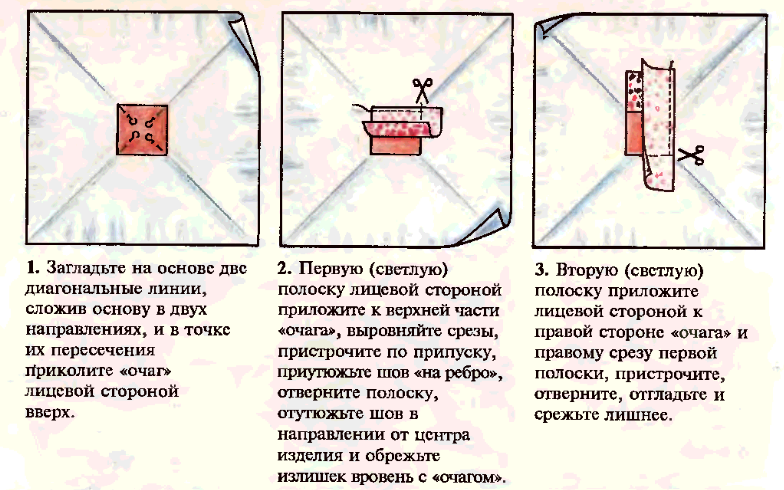 1. Загладьте на основе две
диагональные линии,
сложив основу в двух
направлениях, и в точке
их пересечения
приколите «очаг»
лицевой стороной
вверх.
2. Первую (светлую)
полоску лицевой стороной
приложите к верхней части
«очага», выровняйте срезы,
пристрочите по припуску,
приутюжьте шов «на ребро»,
отверните полоску,
отутюжьте шов в
направлении от центра
изделия и обрежьте
излишек вровень с «очагом».
3. Вторую (светлую)
полоску приложите
лицевой стороной к
правой стороне «очага» и
правому срезу первой
полоски, пристрочите,
отверните, отгладьте и
срежьте лишнее.